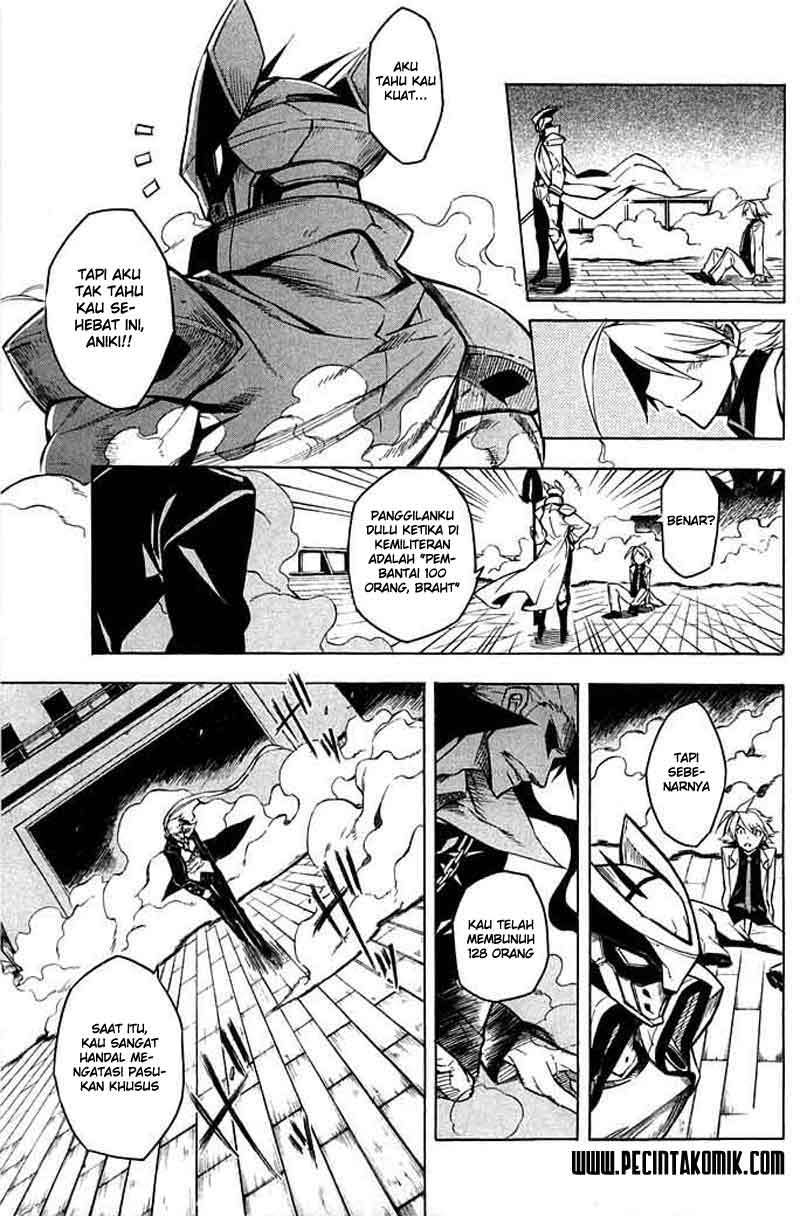 AKU
TAHU KAU
KUAT...
TAPI AKU
TAK TAHU
KAU SE-
HEBAT INI,
ANIKI!!
BENAR?
PANGGILANKU
DULU KETIKA DI
KEMILITERAN
ADALAH "PEM-
BANTAI 100
ORANG, BRAHT"
TAPI
SEBE-
NARNYA
KAU TELAH
MEMBUNUH
128 ORANG
SAAT ITU,
KAU SANGAT
HANDAL ME-
NGATASI PASU-
KAN KHUSUS
WWW.PECINTAKOMIK.COM